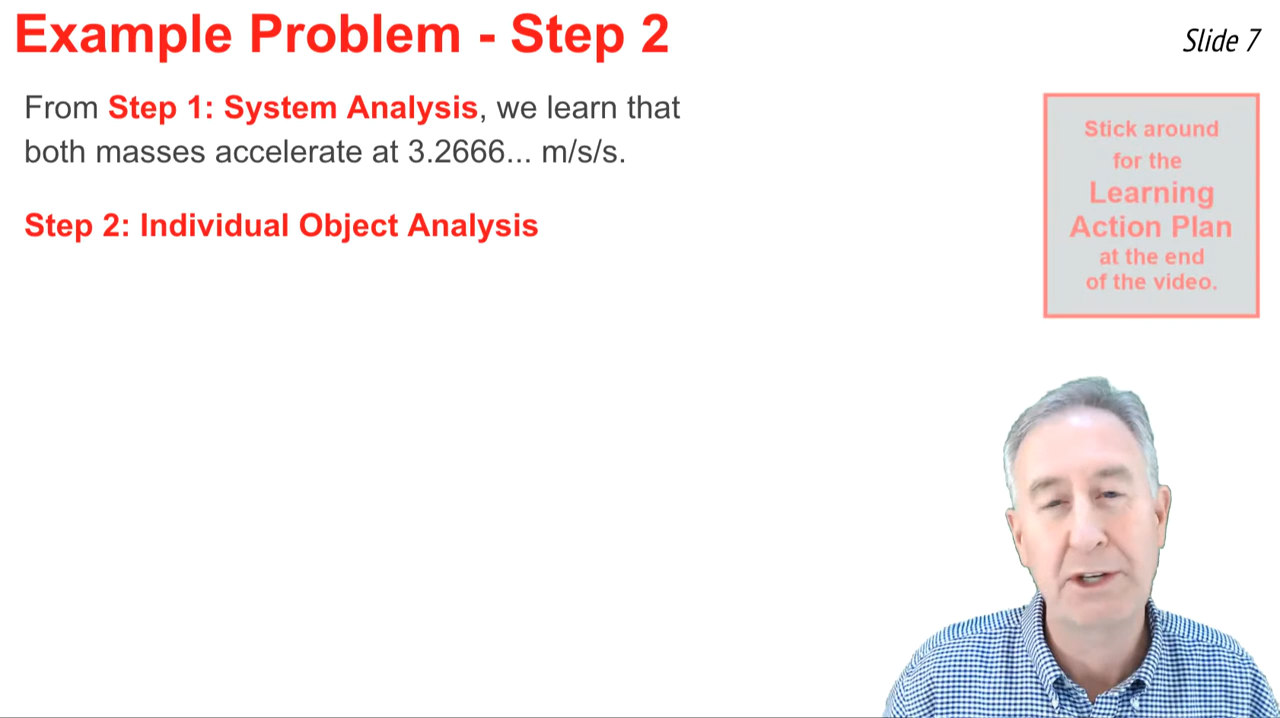 Example Problem - Step 2
Slide 7
From Step 1: System Analysis, we learn that
both masses accelerate at 3.2666... m/s/s.
Step 2: Individual Object Analysis
Stick around
for the
Learning
Action Plan
at the end
of the video.